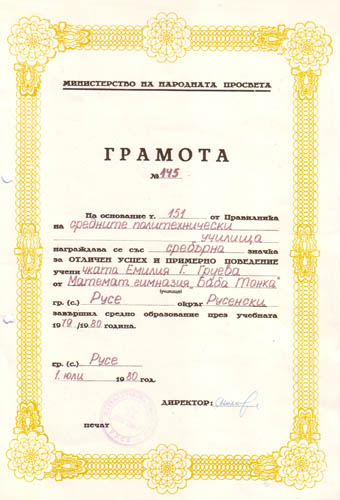 МИНИСТЕРСТВО НА НАРОДНАТА ПРОСВЕТА
ГРАМОТА
№ 145
На основание т. 151 от Правилника
на средните политехнически
училища
награждава се със сребърна значка
за ОТЛИЧЕН УСПЕХ И ПРИМЕРНО ПОВЕДЕНИЕ
учени чката Емилия Г. Груева
от Математ. гимназия „Баба Тонка"
(училище)
гр. (с.) Русе окръг Русенски
завършил средно образование през учебната
1979/1980 година.
гр. (с.) Русе
1 юли 1980 год.
ДИРЕКТОР:
печат